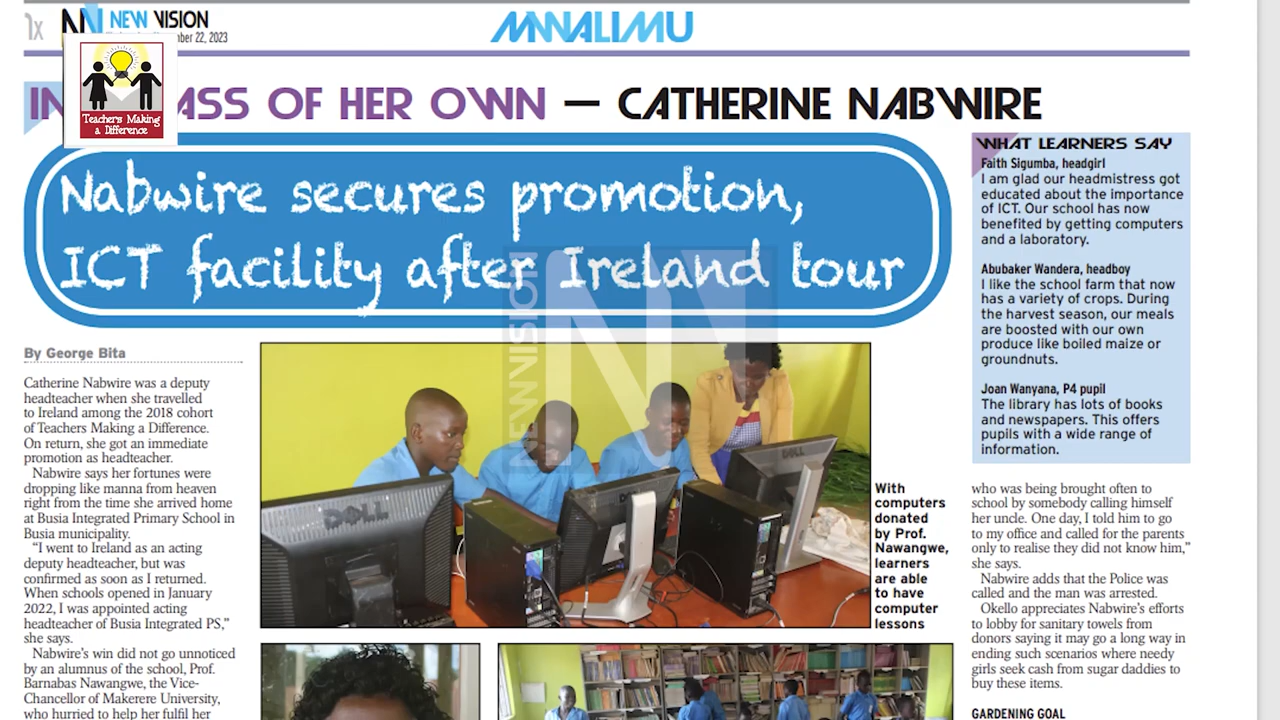 NEW VISION
MWALIMU
ber 22, 2023
Teachers Making
a Difference
ASS OF HER OWN — CATHERINE NABWIRE
Nabwire secures promotion,
ICT facility after Ireland tour
By George Bita
Catherine Nabwire was a deputy
headteacher when she travelled
to Ireland among the 2018 cohort
of Teachers Making a Difference.
On return, she got an immediate
promotion as headteacher.
Nabwire says her fortunes were
dropping like manna from heaven
right from the time she arrived home
at Busia Integrated Primary School in
Busia municipality.
“I went to Ireland as an acting
deputy headteacher, but was
confirmed as soon as I returned.
When schools opened in January
2022, I was appointed acting
headteacher of Busia Integrated PS,”
she says.
Nabwire’s win did not go unnoticed
by an alumnus of the school, Prof.
Barnabas Nawangwe, the Vice-
Chancellor of Makerere University,
who hurried to help her fulfil her
NEWVISION
DELL
DELL
With
computers
donated
by Prof.
Nawangwe,
learners
are able
to have
computer
lessons
WHAT LEARNERS SAY
Faith Sigumba, headgirl
I am glad our headmistress got
educated about the importance
of ICT. Our school has now
benefited by getting computers
and a laboratory.
Abubaker Wandera, headboy
I like the school farm that now
has a variety of crops. During
the harvest season, our meals
are boosted with our own
produce like boiled maize or
groundnuts.
Joan Wanyana, P4 pupil
The library has lots of books
and newspapers. This offers
pupils with a wide range of
information.
who was being brought often to
school by somebody calling himself
her uncle. One day, I told him to go
to my office and called for the parents
only to realise they did not know him,”
she says.
Nabwire adds that the Police was
called and the man was arrested.
Okello appreciates Nabwire’s efforts
to lobby for sanitary towels from
donors saying it may go a long way in
ending such scenarios where needy
girls seek cash from sugar daddies to
buy these items.
GARDENING GOAL